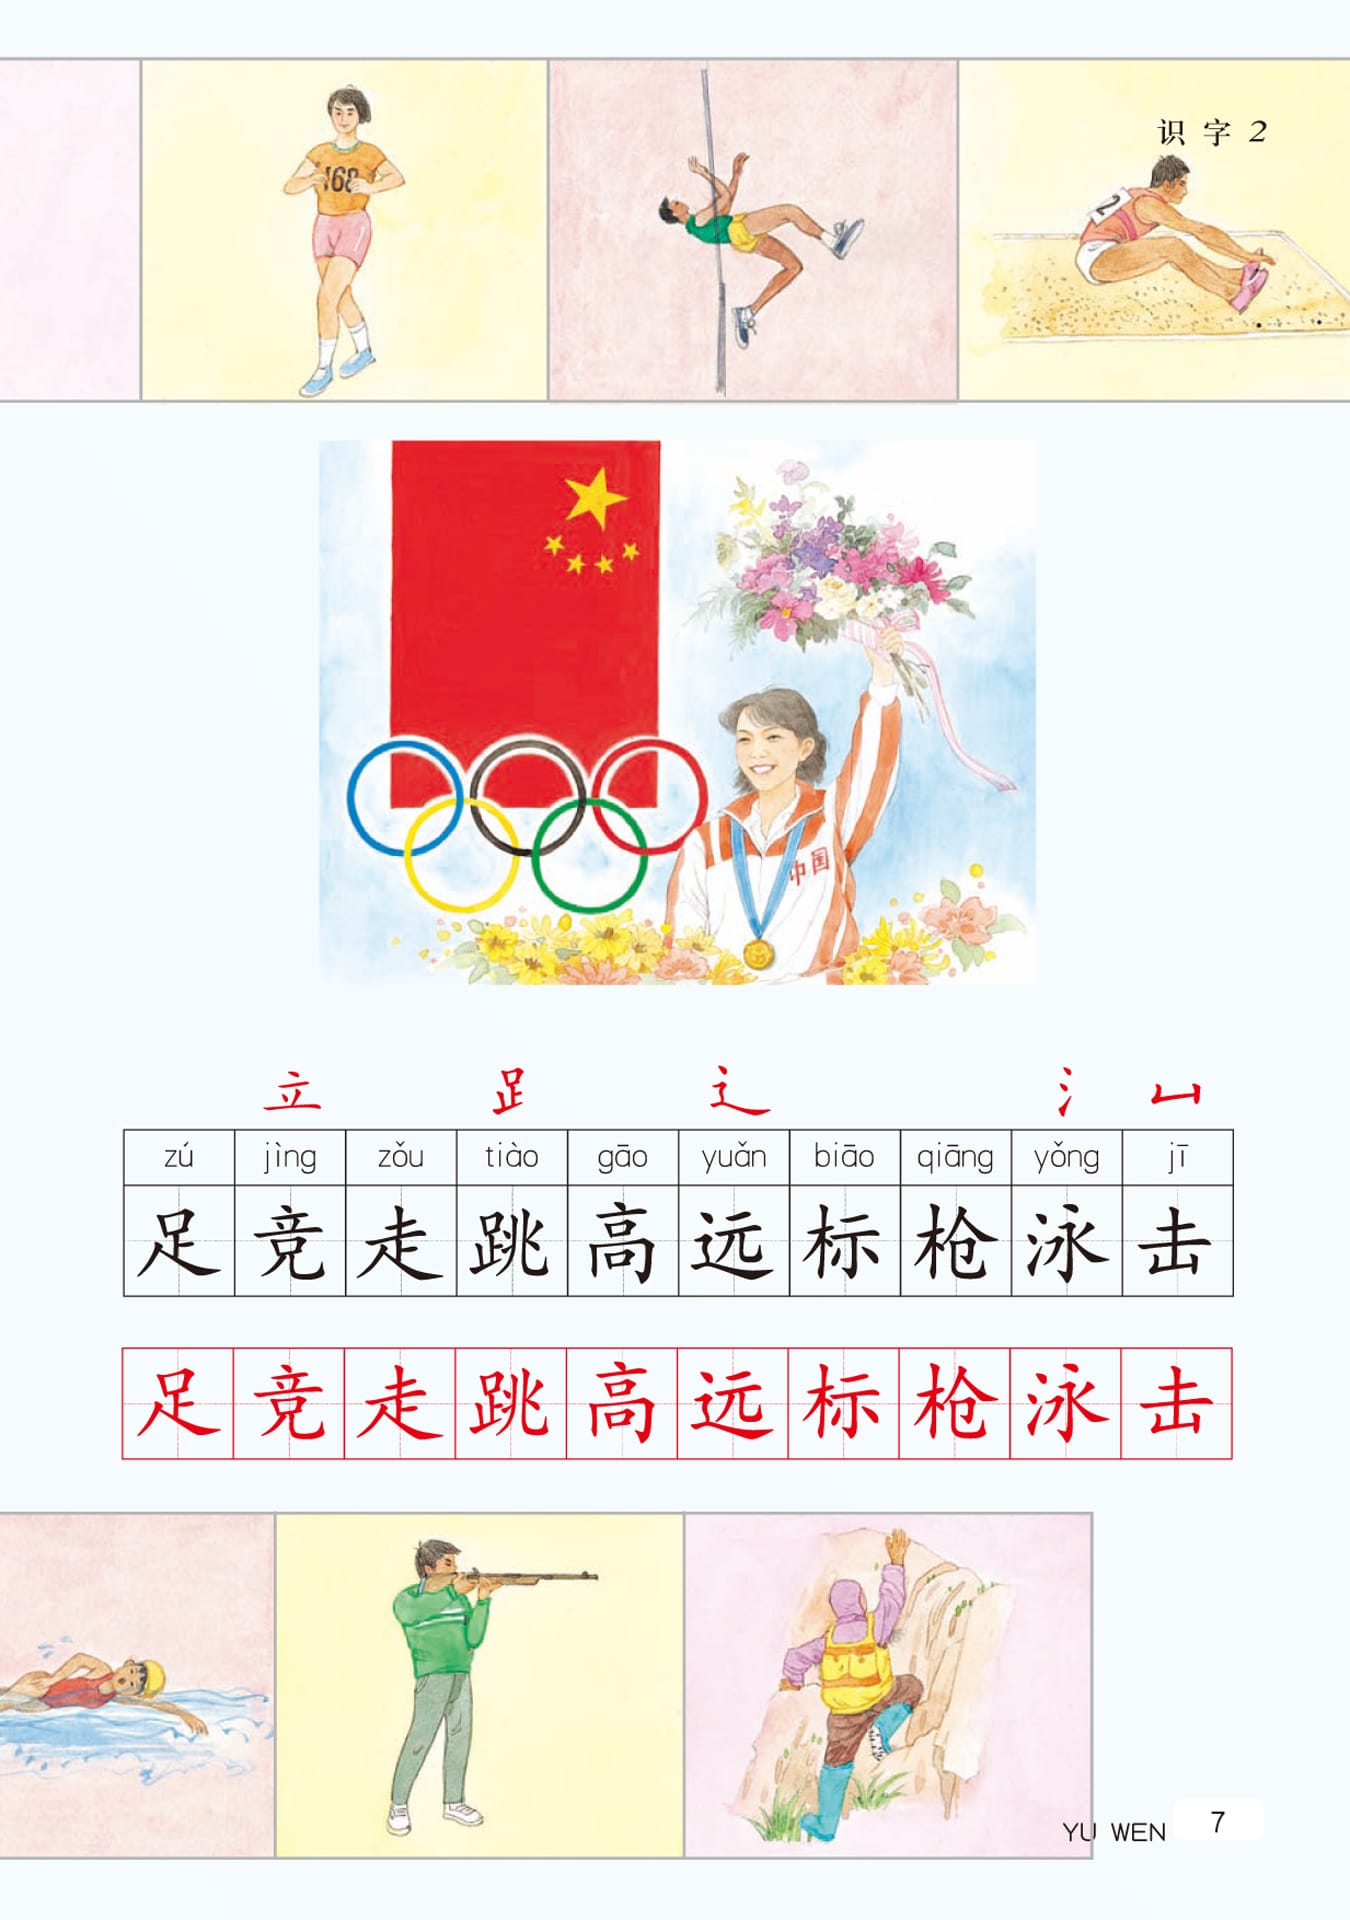 识字2
168
2
中国
立 𧾷 辶 氵 凵
zú jìng zǒu tiào gāo yuǎn biāo qiāng yǒng jī
足 竞 走 跳 高 远 标 枪 泳 击
足 竞 走 跳 高 远 标 枪 泳 击
YU WEN 7